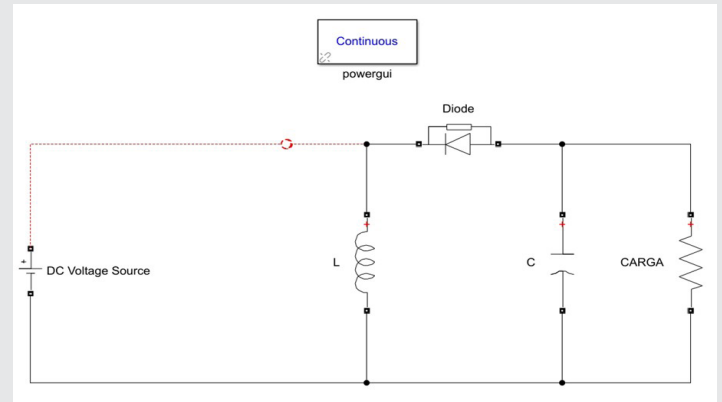 Continuous
powergui
Diode
+
DC Voltage Source
+
L
+
C
+
CARGA